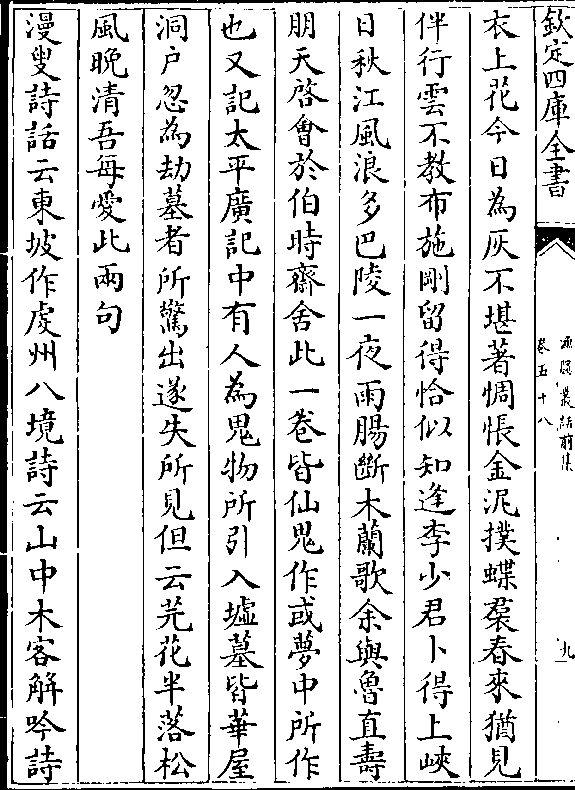 欽定四庫全書
漁隱叢話前集
卷五十八
九
衣上花今日為灰不堪著惆悵金泥撲蝶裙春來猶見
伴行雲不教布施剛留得恰似知逢李少君卜得上峽
日秋江風浪多巴陵一夜雨腸斷木蘭歌余與魯直壽
朋天啓會於伯時齋舍此一卷皆仙鬼作或夢中所作
也又記太平廣記中有人為鬼物所引入墟墓皆華屋
洞户忽為劫墓者所驚出遂失所見但云芫花半落松
風晚清吾每愛此兩句
漫叟詩話云東坡作䖍州八境詩云山中木客解吟詩